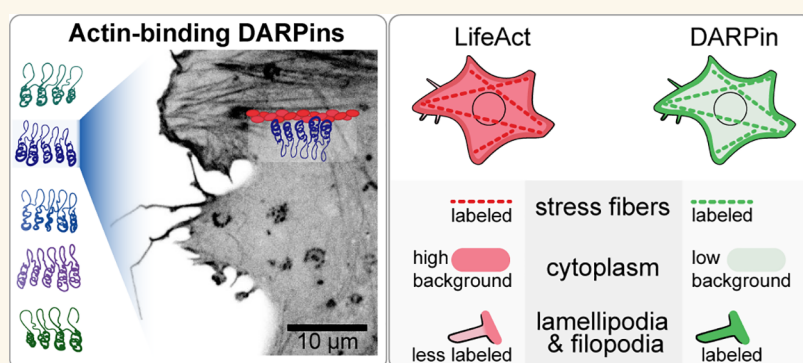 Actin-binding DARPins
10 µm
LifeAct
DARPin
labeled
stress fibers
labeled
high
background
cytoplasm
low
background
less labeled
lamellipodia
& filopodia
labeled